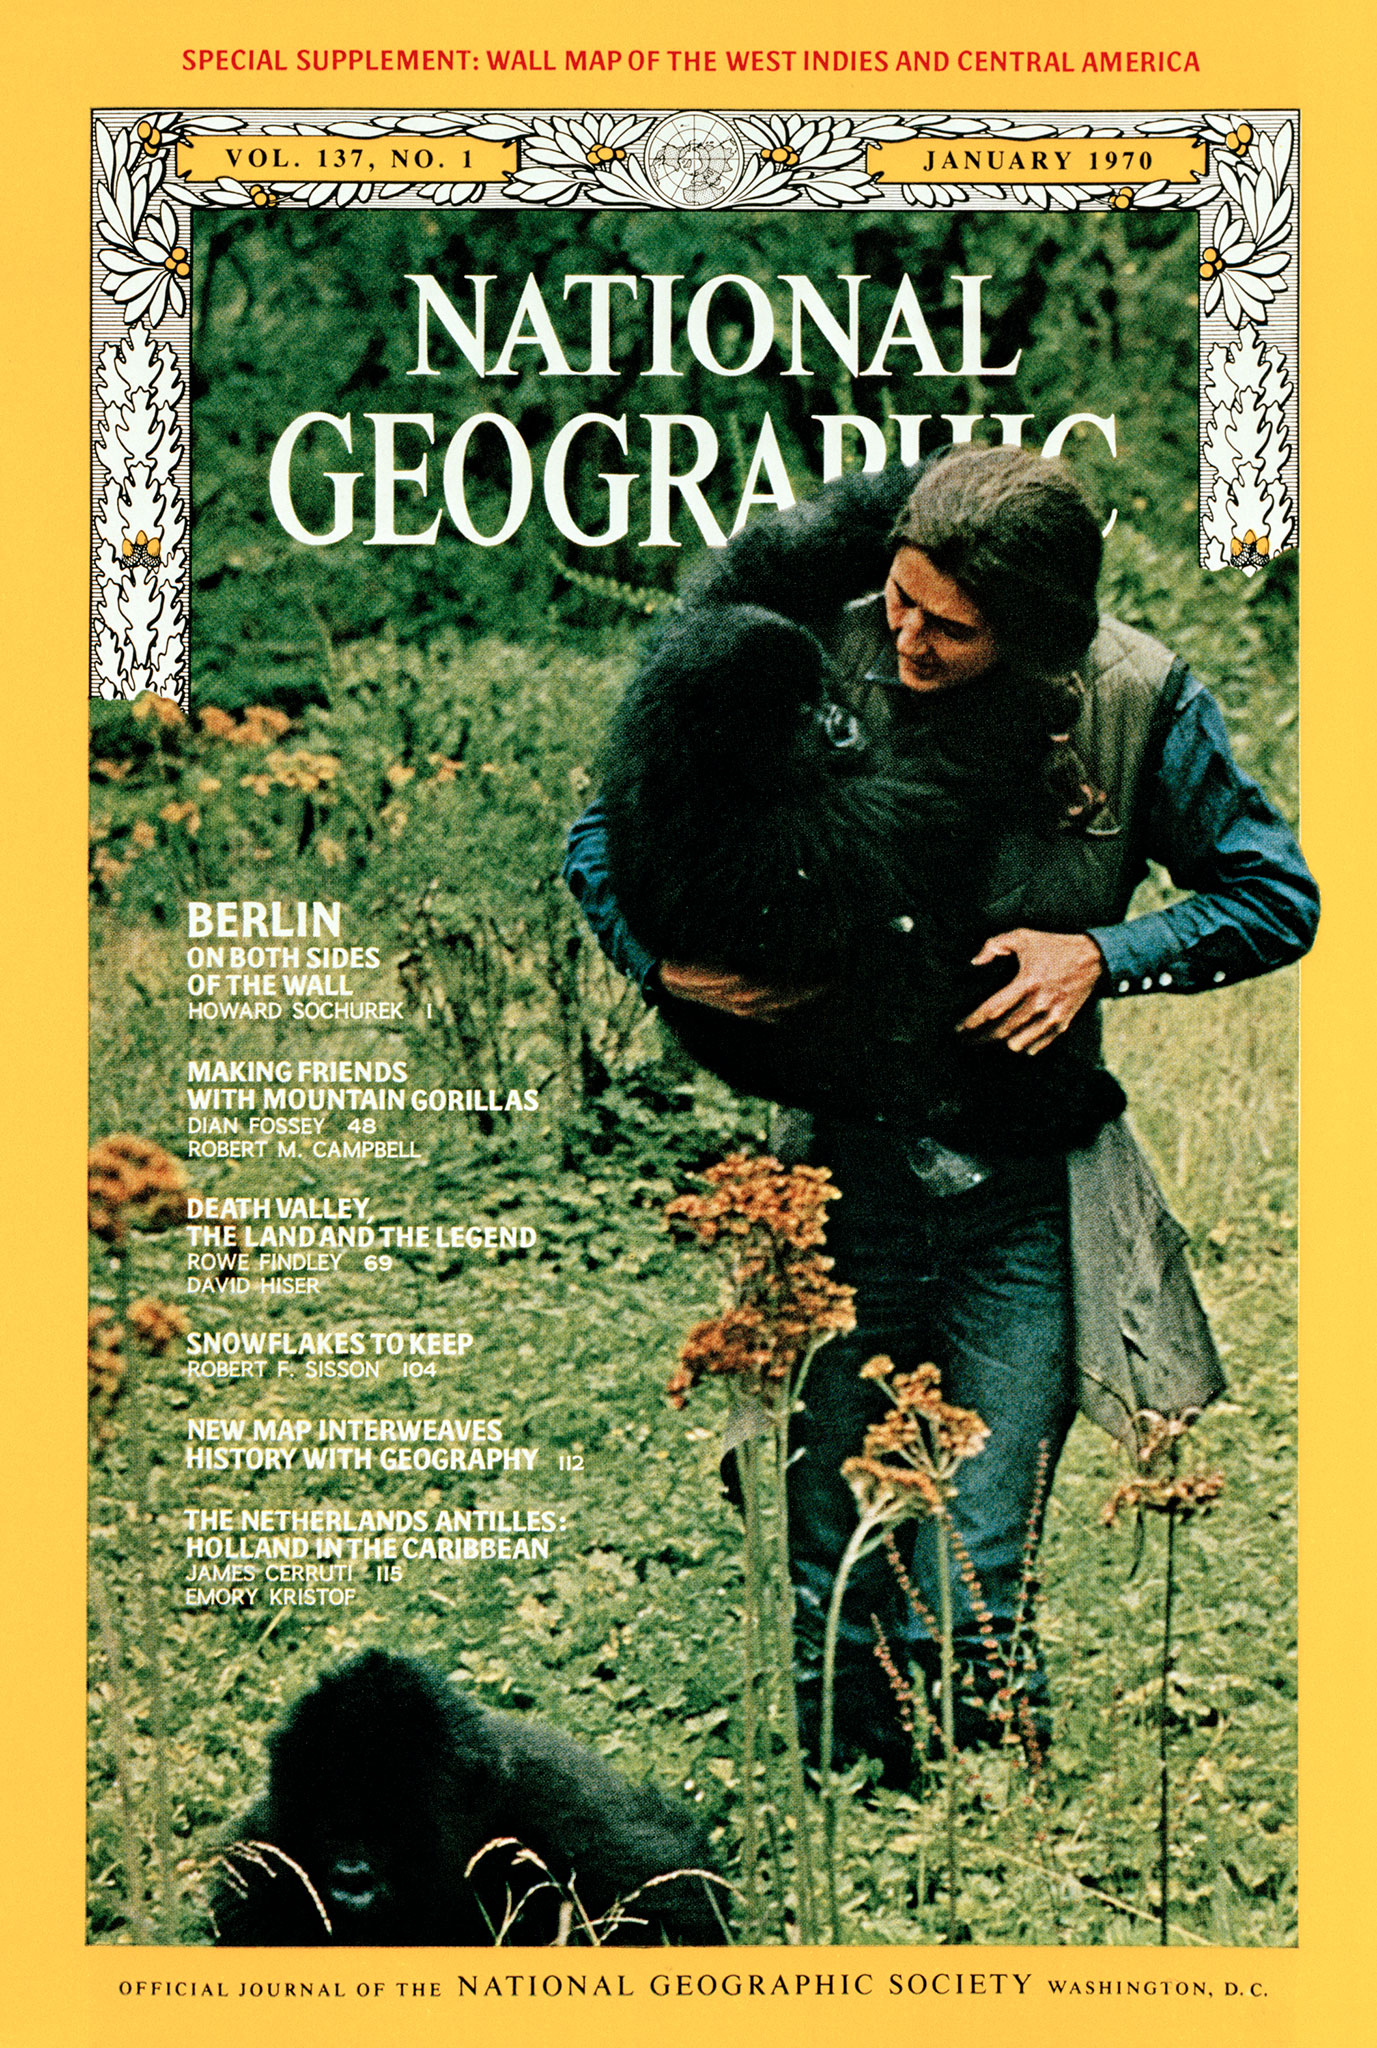 SPECIAL SUPPLEMENT: WALL MAP OF THE WEST INDIES AND CENTRAL AMERICA
VOL. 137, NO. 1
JANUARY 1970
NATIONAL
GEOGRAPHIC
BERLIN
ON BOTH SIDES
OF THE WALL
HOWARD SOCHUREK 1
MAKING FRIENDS
WITH MOUNTAIN GORILLAS
DIAN FOSSEY 48
ROBERT M. CAMPBELL
DEATH VALLEY,
THE LAND AND THE LEGEND
ROWE FINDLEY 69
DAVID HISER
SNOWFLAKES TO KEEP
ROBERT F. SISSON 104
NEW MAP INTERWEAVES
HISTORY WITH GEOGRAPHY 112
THE NETHERLANDS ANTILLES:
HOLLAND IN THE CARIBBEAN
JAMES CERRUTI 115
EMORY KRISTOF
OFFICIAL JOURNAL OF THE NATIONAL GEOGRAPHIC SOCIETY WASHINGTON, D.C.